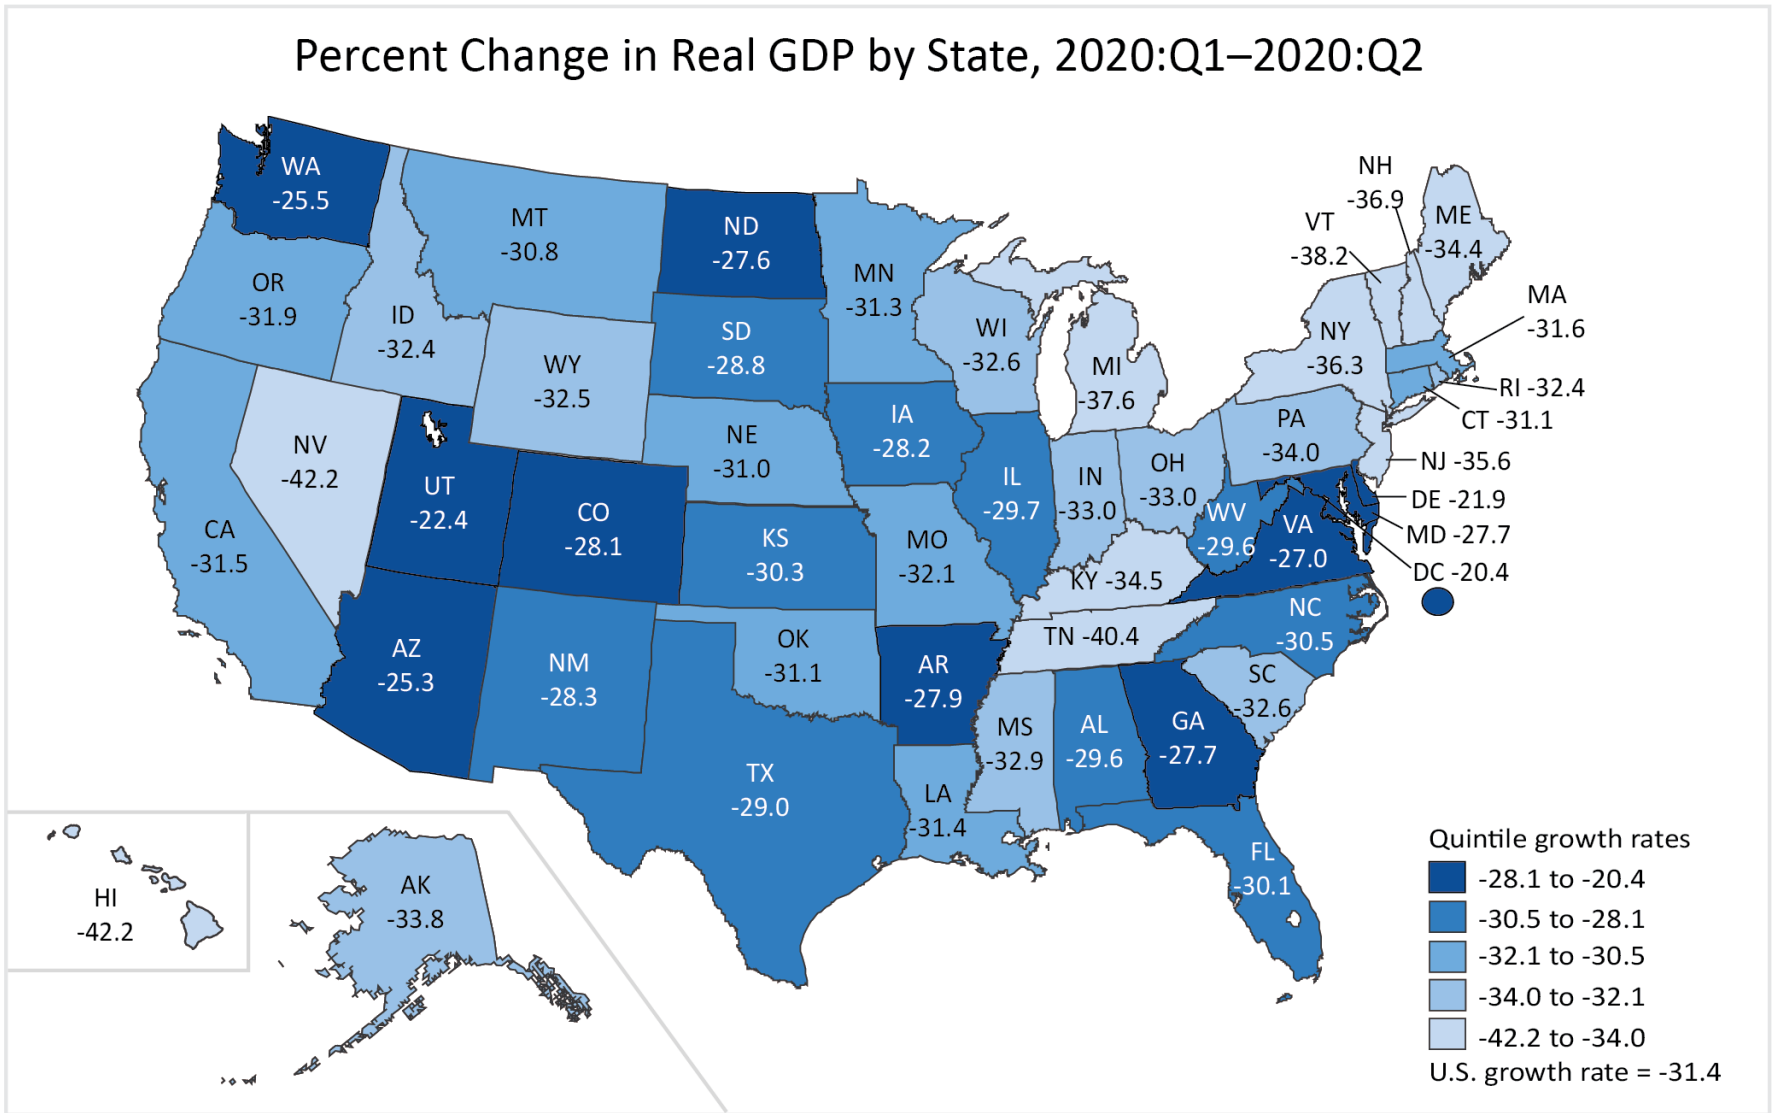 Percent Change in Real GDP by State, 2020:Q1–2020:Q2
WA
-25.5
MT
-30.8
ND
-27.6
MN
-31.3
OR
-31.9
ID
-32.4
WY
-32.5
SD
-28.8
WI
-32.6
MI
-37.6
NY
-36.3
VT
-38.2
NH
-36.9
ME
-34.4
MA
-31.6
RI -32.4
CT -31.1
NJ -35.6
DE -21.9
MD -27.7
DC -20.4
CA
-31.5
NV
-42.2
UT
-22.4
CO
-28.1
NE
-31.0
IA
-28.2
IL
-29.7
IN
-33.0
OH
-33.0
PA
-34.0
WV
-29.6
VA
-27.0
KS
-30.3
MO
-32.1
KY -34.5
TN -40.4
NC
-30.5
SC
-32.6
AZ
-25.3
NM
-28.3
OK
-31.1
AR
-27.9
MS
-32.9
AL
-29.6
GA
-27.7
TX
-29.0
LA
-31.4
FL
-30.1
HI
-42.2
AK
-33.8
Quintile growth rates
-28.1 to -20.4
-30.5 to -28.1
-32.1 to -30.5
-34.0 to -32.1
-42.2 to -34.0
U.S. growth rate = -31.4